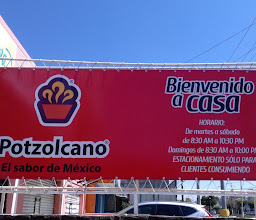 Potzolcano
El sabor de México
Bienvenido
a casa
HORARIO:
De martes a sábado
de 8:30 AM a 10:30 PM
Domingos de 8:30 AM a 10:00 PM
ESTACIONAMIENTO SOLO PARA
CLIENTES CONSUMIENDO